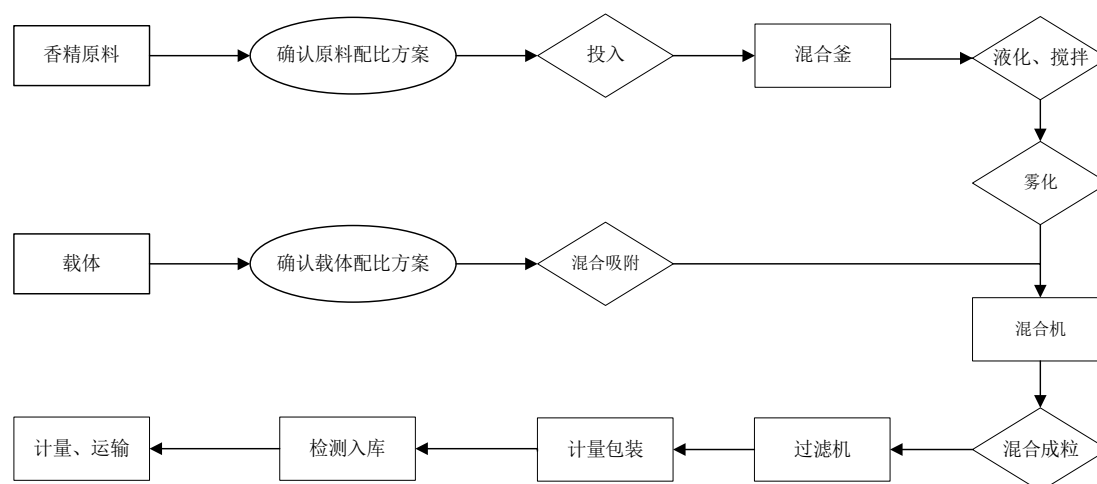 香精原料
确认原料配比方案
投入
混合釜
液化、搅拌
雾化
载体
确认载体配比方案
混合吸附
混合机
计量、运输
检测入库
计量包装
过滤机
混合成粒